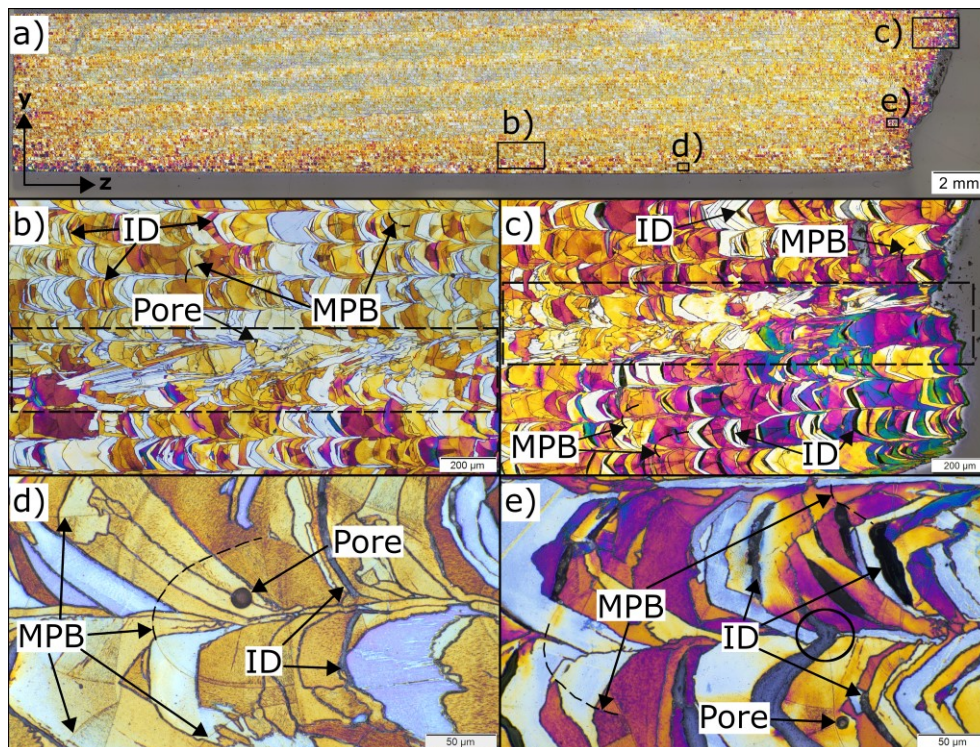 a)
c)
e)
b)
d)
y
z
2 mm
b)
ID
MPB
Pore
200 µm
c)
ID
MPB
MPB
ID
200 µm
d)
Pore
MPB
ID
50 µm
e)
MPB
ID
Pore
50 µm